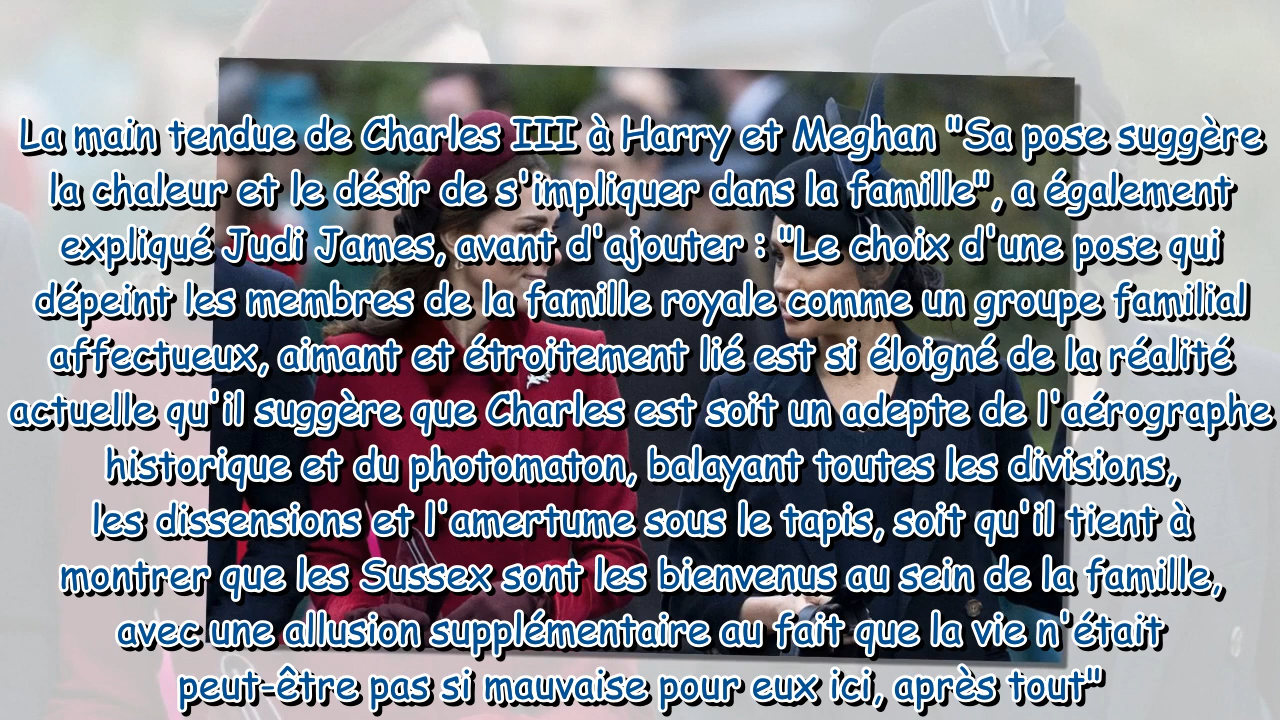 La main tendue de Charles III à Harry et Meghan "Sa pose suggère
la chaleur et le désir de s'impliquer dans la famille", a également
expliqué Judi James, avant d'ajouter : "Le choix d'une pose qui
dépeint les membres de la famille royale comme un groupe familial
affectueux, aimant et étroitement lié est si éloigné de la réalité
actuelle qu'il suggère que Charles est soit un adepte de l'aérographe
historique et du photomaton, balayant toutes les divisions,
les dissensions et l'amertume sous le tapis, soit qu'il tient à
montrer que les Sussex sont les bienvenus au sein de la famille,
avec une allusion supplémentaire au fait que la vie n'était
peut-être pas si mauvaise pour eux ici, après tout"